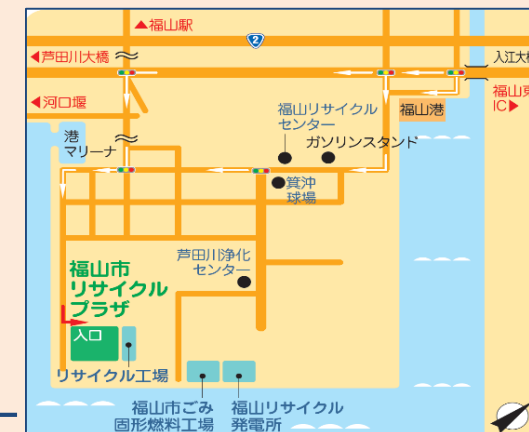 ▲福山駅
2
◀芦田川大橋
入江大橋
◀河口堰
福山東
IC▶
福山港
福山リサイクル
センター
ガソリンスタンド
港
マリーナ
箕沖
球場
芦田川浄化
センター
福山市
リサイクル
プラザ
入口
リサイクル工場
福山市ごみ
固形燃料工場
福山リサイクル
発電所